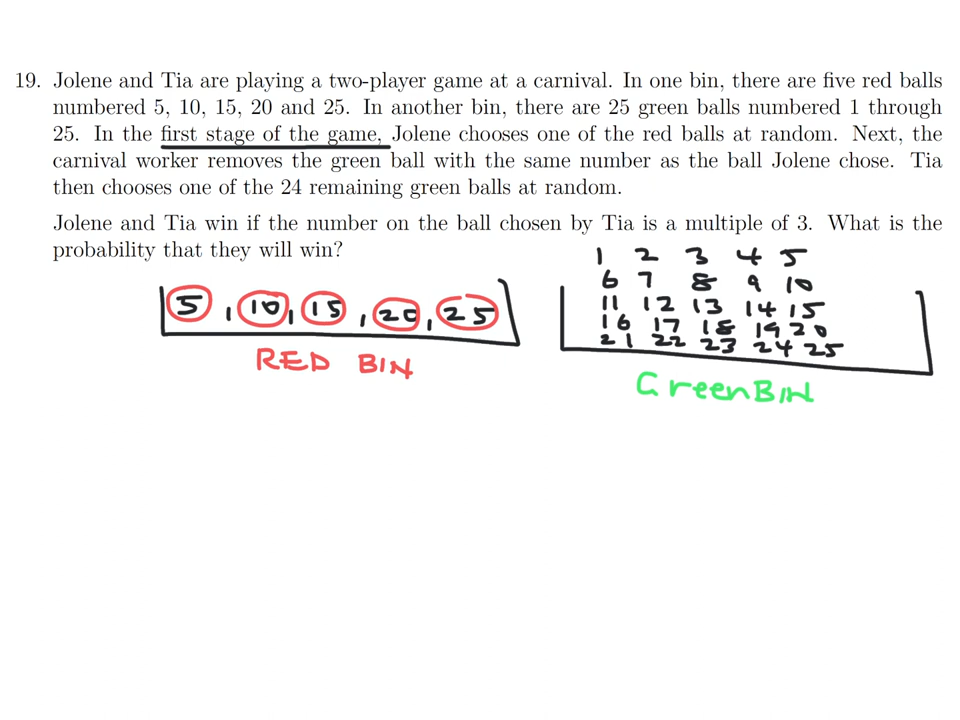 19. Jolene and Tia are playing a two-player game at a carnival. In one bin, there are five red balls
numbered 5, 10, 15, 20 and 25. In another bin, there are 25 green balls numbered 1 through
25. In the first stage of the game, Jolene chooses one of the red balls at random. Next, the
carnival worker removes the green ball with the same number as the ball Jolene chose. Tia
then chooses one of the 24 remaining green balls at random.
Jolene and Tia win if the number on the ball chosen by Tia is a multiple of 3. What is the
probability that they will win?
1 2 3 4 5
6 7 8 9 10
11 12 13 14 15
16 17 18 19 20
21 22 23 24 25
5, 10, 15, 20, 25
RED BIN
GreenBIN